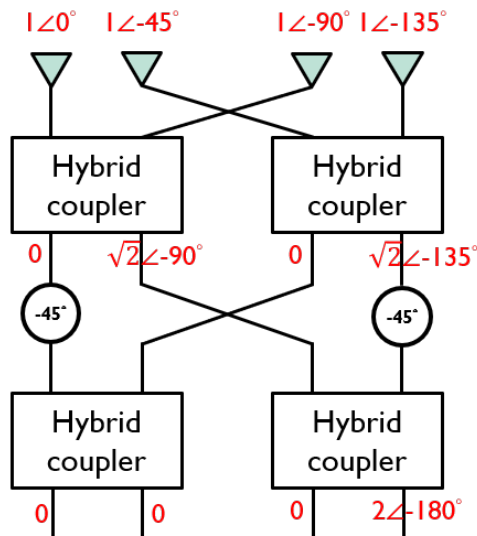 1∠0° 1∠-45° 1∠-90° 1∠-135°
Hybrid coupler Hybrid coupler
0 √2∠-90° 0 √2∠-135°
-45° -45°
Hybrid coupler Hybrid coupler
0 0 0 2∠-180°